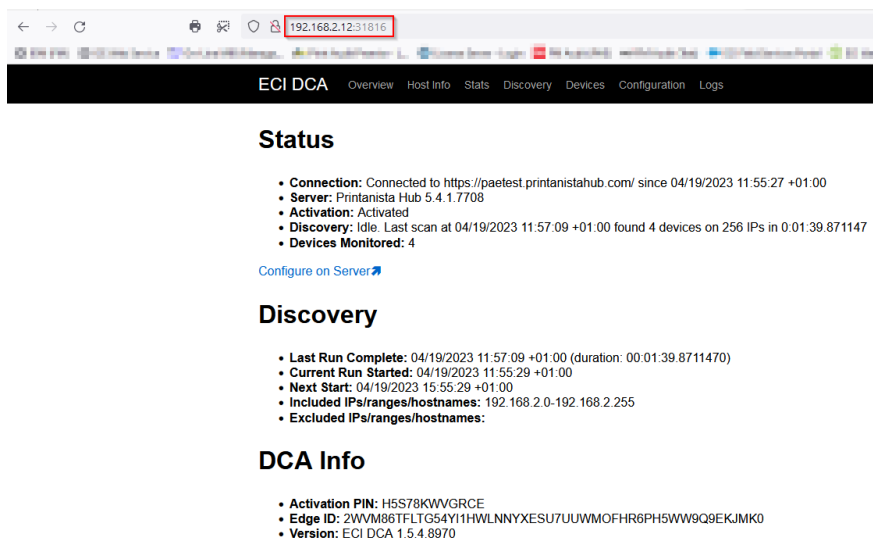 192.168.2.12:31816
ECI DCA Overview Host Info Stats Discovery Devices Configuration Logs
Status
• Connection: Connected to https://paetest.printanistahub.com/ since 04/19/2023 11:55:27 +01:00
• Server: Printanista Hub 5.4.1.7708
• Activation: Activated
• Discovery: Idle. Last scan at 04/19/2023 11:57:09 +01:00 found 4 devices on 256 IPs in 0:01:39.871147
• Devices Monitored: 4
Configure on Server
Discovery
• Last Run Complete: 04/19/2023 11:57:09 +01:00 (duration: 00:01:39.8711470)
• Current Run Started: 04/19/2023 11:55:29 +01:00
• Next Start: 04/19/2023 15:55:29 +01:00
• Included IPs/ranges/hostnames: 192.168.2.0-192.168.2.255
• Excluded IPs/ranges/hostnames:
DCA Info
• Activation PIN: H5S78KWVGRCE
• Edge ID: 2WVM86TFLTG54YI1HWLNNYXESU7UUWMOFHR6PH5WW9Q9EKJMK0
• Version: ECI DCA 1.5.4.8970